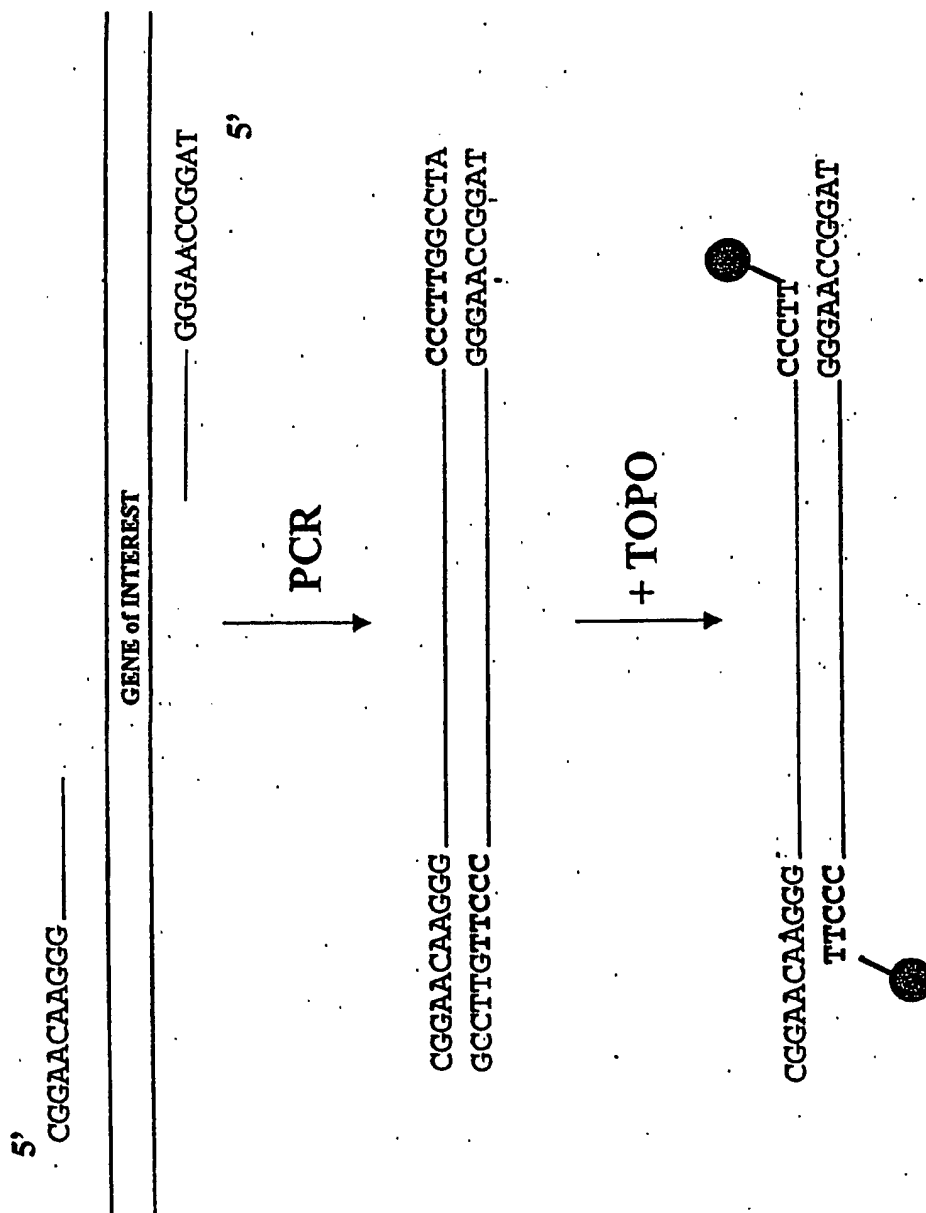 5'
CGGAACAAGGG
GENE of INTEREST
GGGAACCGGAT
5'
PCR
CGGAACAAGGG CCCTTGGCCTA
GCCTTGTTCCC GGGAACCGGAT
+ TOPO
CGGAACAAGGG CCCTT
TTCCC GGGAACCGGAT